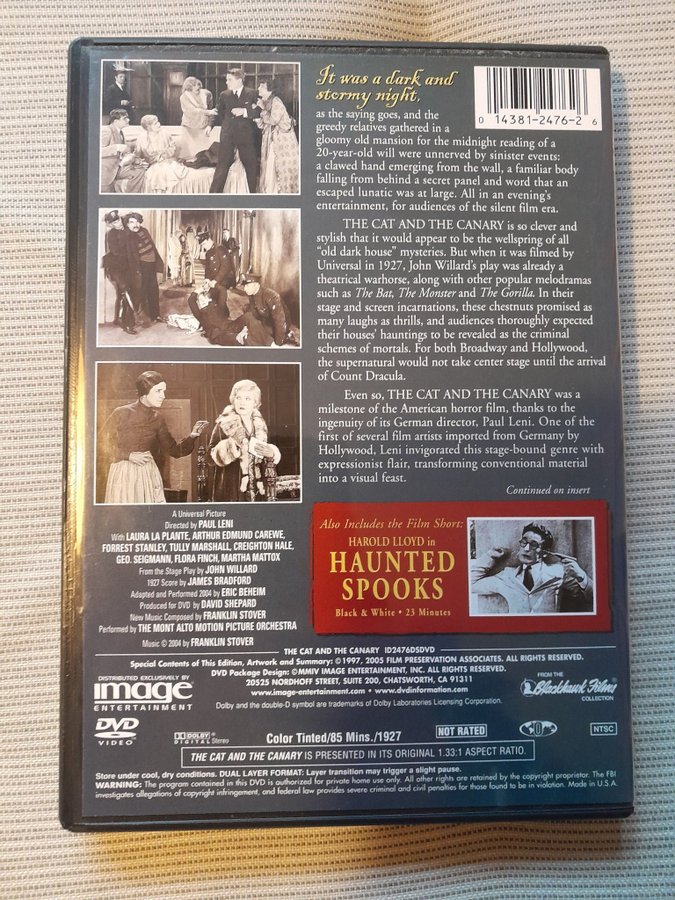 It was a dark and
stormy night,
as the saying goes, and the
greedy relatives gathered in a
gloomy old mansion for the midnight reading of a
20-year-old will were unnerved by sinister events:
a clawed hand emerging from the wall, a familiar body
falling from behind a secret panel and word that an
escaped lunatic was at large. All in an evening's
entertainment, for audiences of the silent film era.
0 14381-2476-2 6
THE CAT AND THE CANARY is so clever and
stylish that it would appear to be the wellspring of all
"old dark house" mysteries. But when it was filmed by
Universal in 1927, John Willard's play was already a
theatrical warhorse, along with other popular melodramas
such as The Bat, The Monster and The Gorilla. In their
stage and screen incarnations, these chestnuts promised as
many laughs as thrills, and audiences thoroughly expected
their houses' hauntings to be revealed as the criminal
schemes of mortals. For both Broadway and Hollywood,
the supernatural would not take center stage until the arrival
of Count Dracula.
Even so, THE CAT AND THE CANARY was a
milestone of the American horror film, thanks to the
ingenuity of its German director, Paul Leni. One of the
first of several film artists imported from Germany by
Hollywood, Leni invigorated this stage-bound genre with
expressionist flair, transforming conventional material
into a visual feast.
Continued on insert
A Universal Picture
Directed by PAUL LENI
With LAURA LA PLANTE, ARTHUR EDMUND CAREWE,
FORREST STANLEY, TULLY MARSHALL, CREIGHTON HALE,
GEO. SEIGMANN, FLORA FINCH, MARTHA MATTOX
From the Stage Play by JOHN WILLARD
1927 Score by JAMES BRADFORD
Adapted and Performed 2004 by ERIC BEHEIM
Produced for DVD by DAVID SHEPARD
New Music Composed by FRANKLIN STOVER
Performed by THE MONT ALTO MOTION PICTURE ORCHESTRA
Music © 2004 by FRANKLIN STOVER
Also Includes the Film Short:
HAROLD LLOYD in
HAUNTED
SPOOKS
Black & White • 23 Minutes
THE CAT AND THE CANARY ID2476DSDVD
Special Contents of This Edition, Artwork and Summary: ©1997, 2005 FILM PRESERVATION ASSOCIATES. ALL RIGHTS RESERVED.
DVD Package Design: ©MMIV IMAGE ENTERTAINMENT, INC. ALL RIGHTS RESERVED.
20525 NORDHOFF STREET, SUITE 200, CHATSWORTH, CA 91311
www.image-entertainment.com • www.dvdinformation.com
Dolby and the double-D symbol are trademarks of Dolby Laboratories Licensing Corporation.
DISTRIBUTED EXCLUSIVELY BY
image
ENTERTAINMENT
FROM THE
Blackhawk Films
COLLECTION
DVD
VIDEO
DOLBY
DIGITAL Stereo
Color Tinted/85 Mins./1927
NOT RATED
NTSC
THE CAT AND THE CANARY IS PRESENTED IN ITS ORIGINAL 1.33:1 ASPECT RATIO.
Store under cool, dry conditions. DUAL LAYER FORMAT: Layer transition may trigger a slight pause.
WARNING: The program contained in this DVD is authorized for private home use only. All other rights are retained by the copyright proprietor. The FBI
investigates allegations of copyright infringement, and federal law provides severe criminal and civil penalties for those found to be in violation. Made in U.S.A.